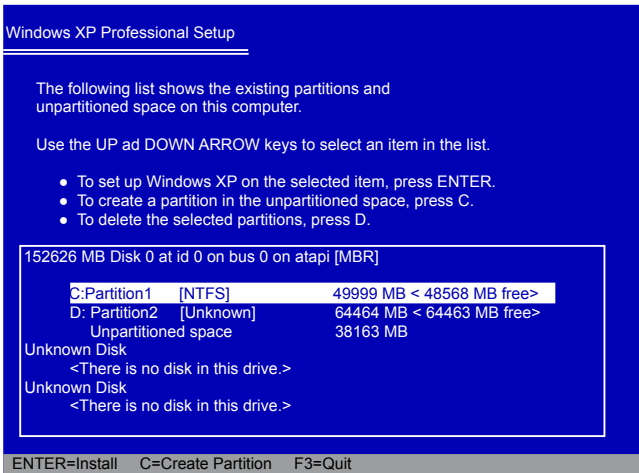 Windows XP Professional Setup
The following list shows the existing partitions and
unpartitioned space on this computer.
Use the UP ad DOWN ARROW keys to select an item in the list.
● To set up Windows XP on the selected item, press ENTER.
● To create a partition in the unpartitioned space, press C.
● To delete the selected partitions, press D.
152626 MB Disk 0 at id 0 on bus 0 on atapi [MBR]
C:Partition1 [NTFS] 49999 MB < 48568 MB free>
D: Partition2 [Unknown] 64464 MB < 64463 MB free>
Unpartitioned space 38163 MB
Unknown Disk
<There is no disk in this drive.>
Unknown Disk
<There is no disk in this drive.>
ENTER=Install C=Create Partition F3=Quit